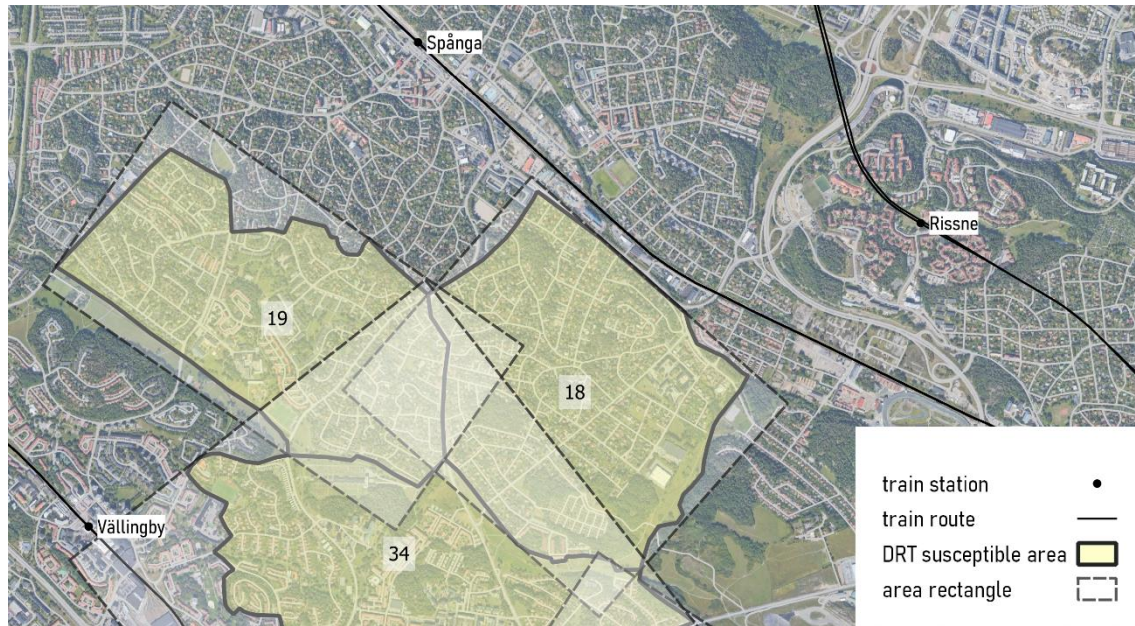 Spånga
Rissne
19
18
Vällingby
34
train station
train route
DRT susceptible area
area rectangle